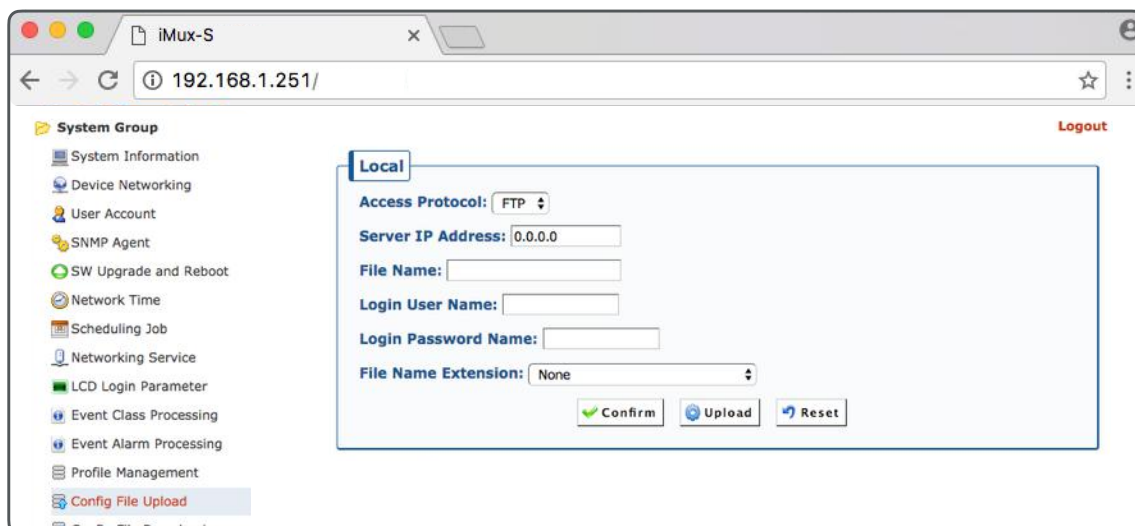 iMux-S
192.168.1.251/
System Group
Logout
System Information
Device Networking
User Account
SNMP Agent
SW Upgrade and Reboot
Network Time
Scheduling Job
Networking Service
LCD Login Parameter
Event Class Processing
Event Alarm Processing
Profile Management
Config File Upload
Local
Access Protocol: FTP
Server IP Address: 0.0.0.0
File Name:
Login User Name:
Login Password Name:
File Name Extension: None
Confirm Upload Reset